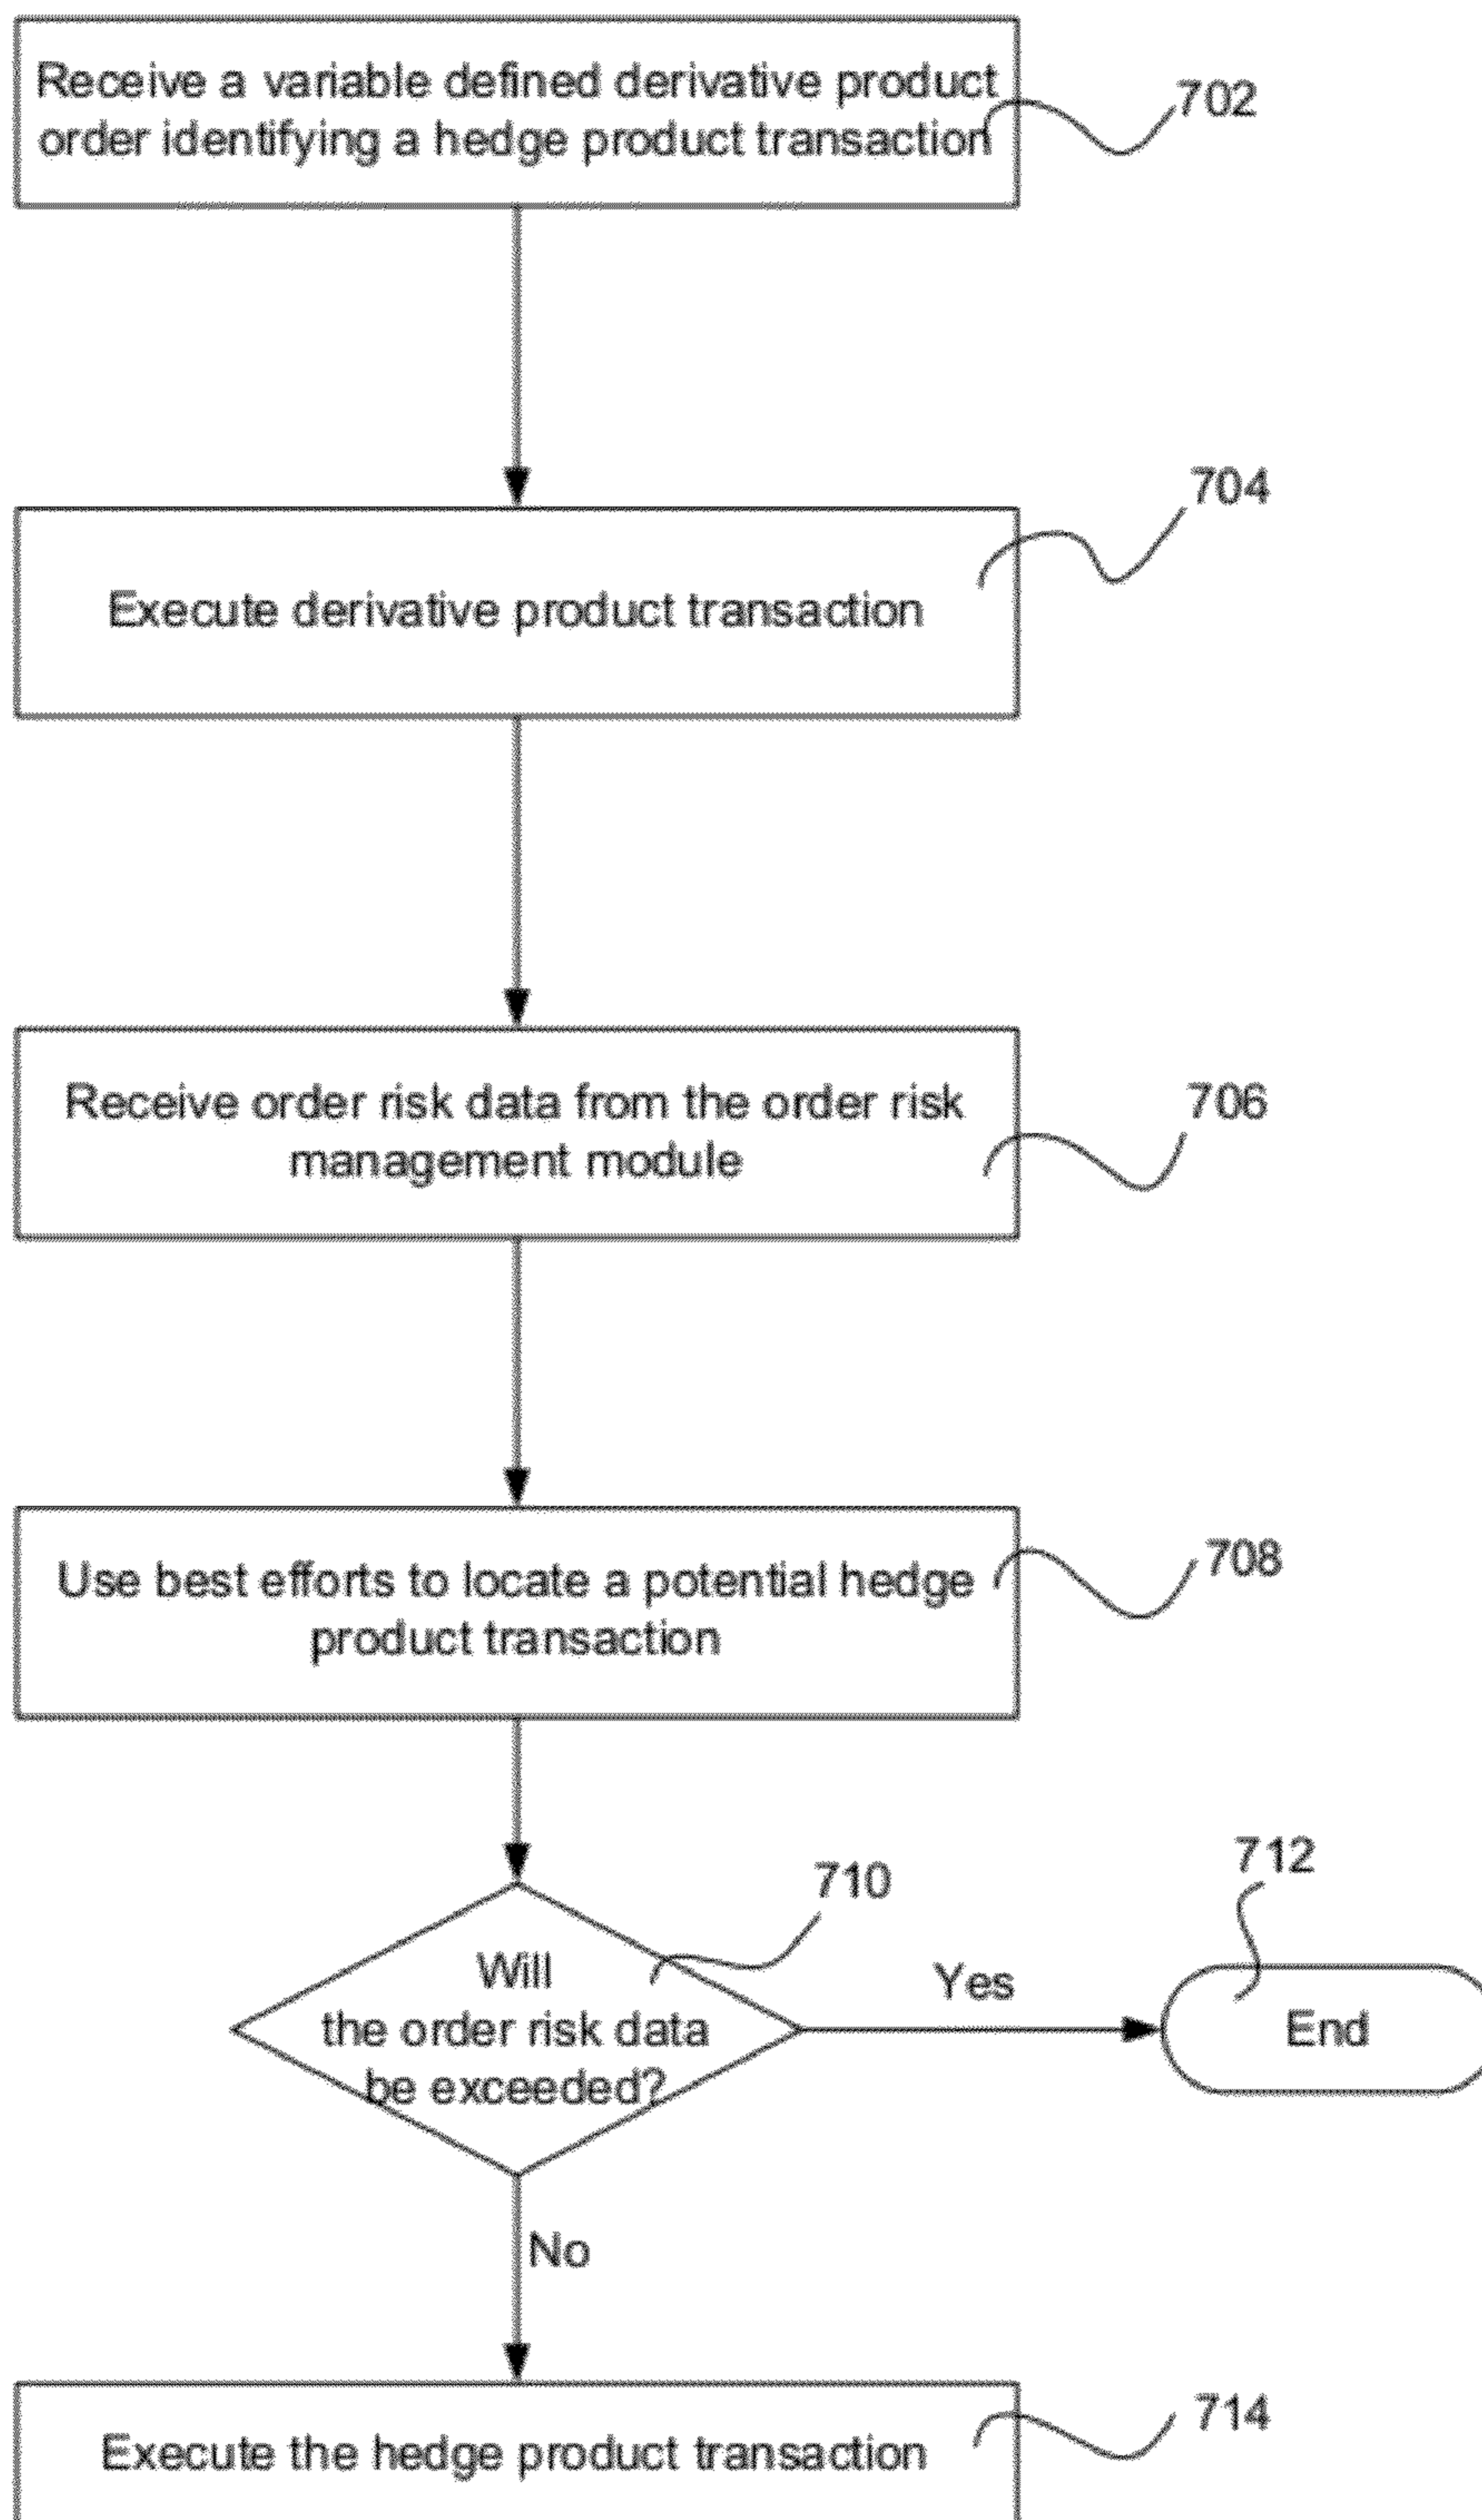 Receive a variable defined derivative product
order identifying a hedge product transaction
702
704
Execute derivative product transaction
Receive order risk data from the order risk
management module
706
Use best efforts to locate a potential hedge
product transaction
708
710
712
Will
the order risk data
be exceeded?
Yes
End
No
Execute the hedge product transaction
714